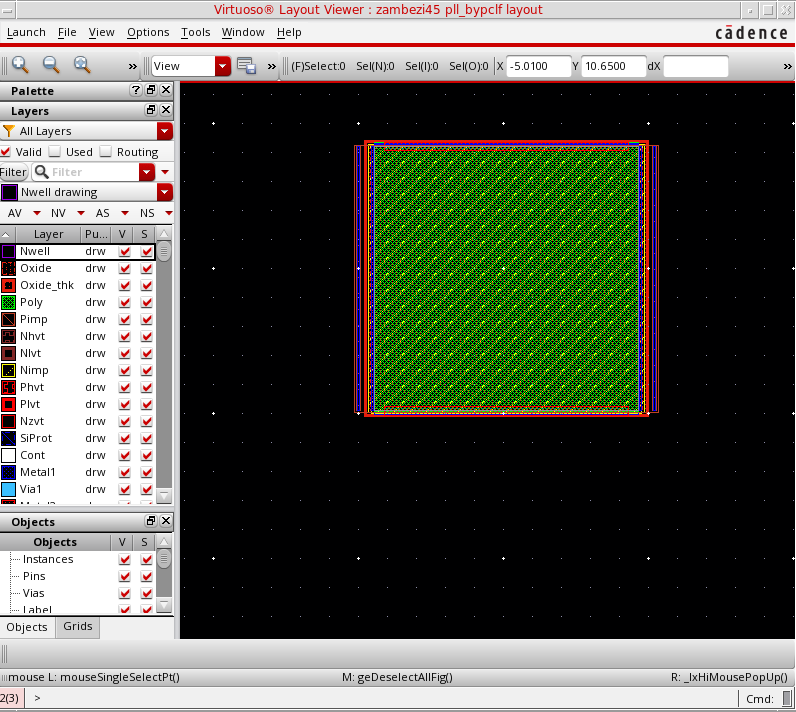 Virtuoso® Layout Viewer : zambezi45 pll_bypclf layout
Launch File View Options Tools Window Help
cādence
» View » (F)Select:0 Sel(N):0 Sel(I):0 Sel(O):0 X -5.0100 Y 10.6500 dX »
Palette ?
Layers
All Layers
Valid Used Routing
Filter Filter
Nwell drawing
AV NV AS NS
Layer Pu... V S
Nwell drw
Oxide drw
Oxide_thk drw
Poly drw
Pimp drw
Nhvt drw
Nlvt drw
Nimp drw
Phvt drw
Plvt drw
Nzvt drw
SiProt drw
Cont drw
Metal1 drw
Via1 drw
Metal2 drw
Objects
Objects V S
Instances
Pins
Vias
Label
Objects Grids
mouse L: mouseSingleSelectPt() M: geDeselectAllFig() R: _lxHiMousePopUp()
2(3) > Cmd: